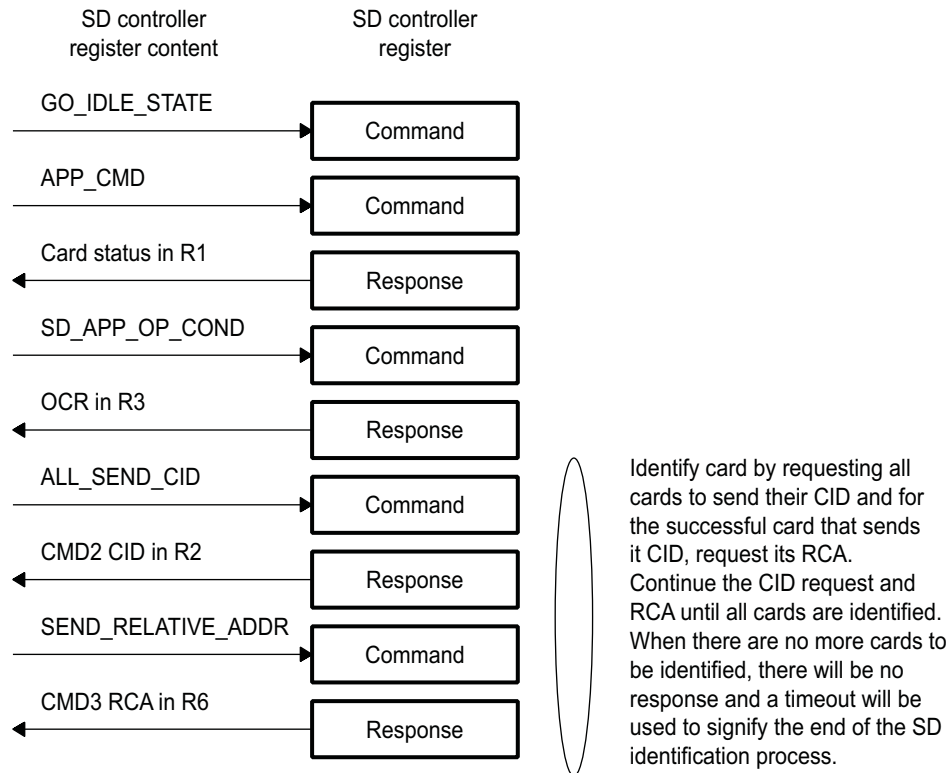 SD controller
register content
SD controller
register
GO_IDLE_STATE
Command
APP_CMD
Command
Card status in R1
Response
SD_APP_OP_COND
Command
OCR in R3
Response
ALL_SEND_CID
Command
CMD2 CID in R2
Response
SEND_RELATIVE_ADDR
Command
CMD3 RCA in R6
Response
Identify card by requesting all
cards to send their CID and for
the successful card that sends
it CID, request its RCA.
Continue the CID request and
RCA until all cards are identified.
When there are no more cards to
be identified, there will be no
response and a timeout will be
used to signify the end of the SD
identification process.